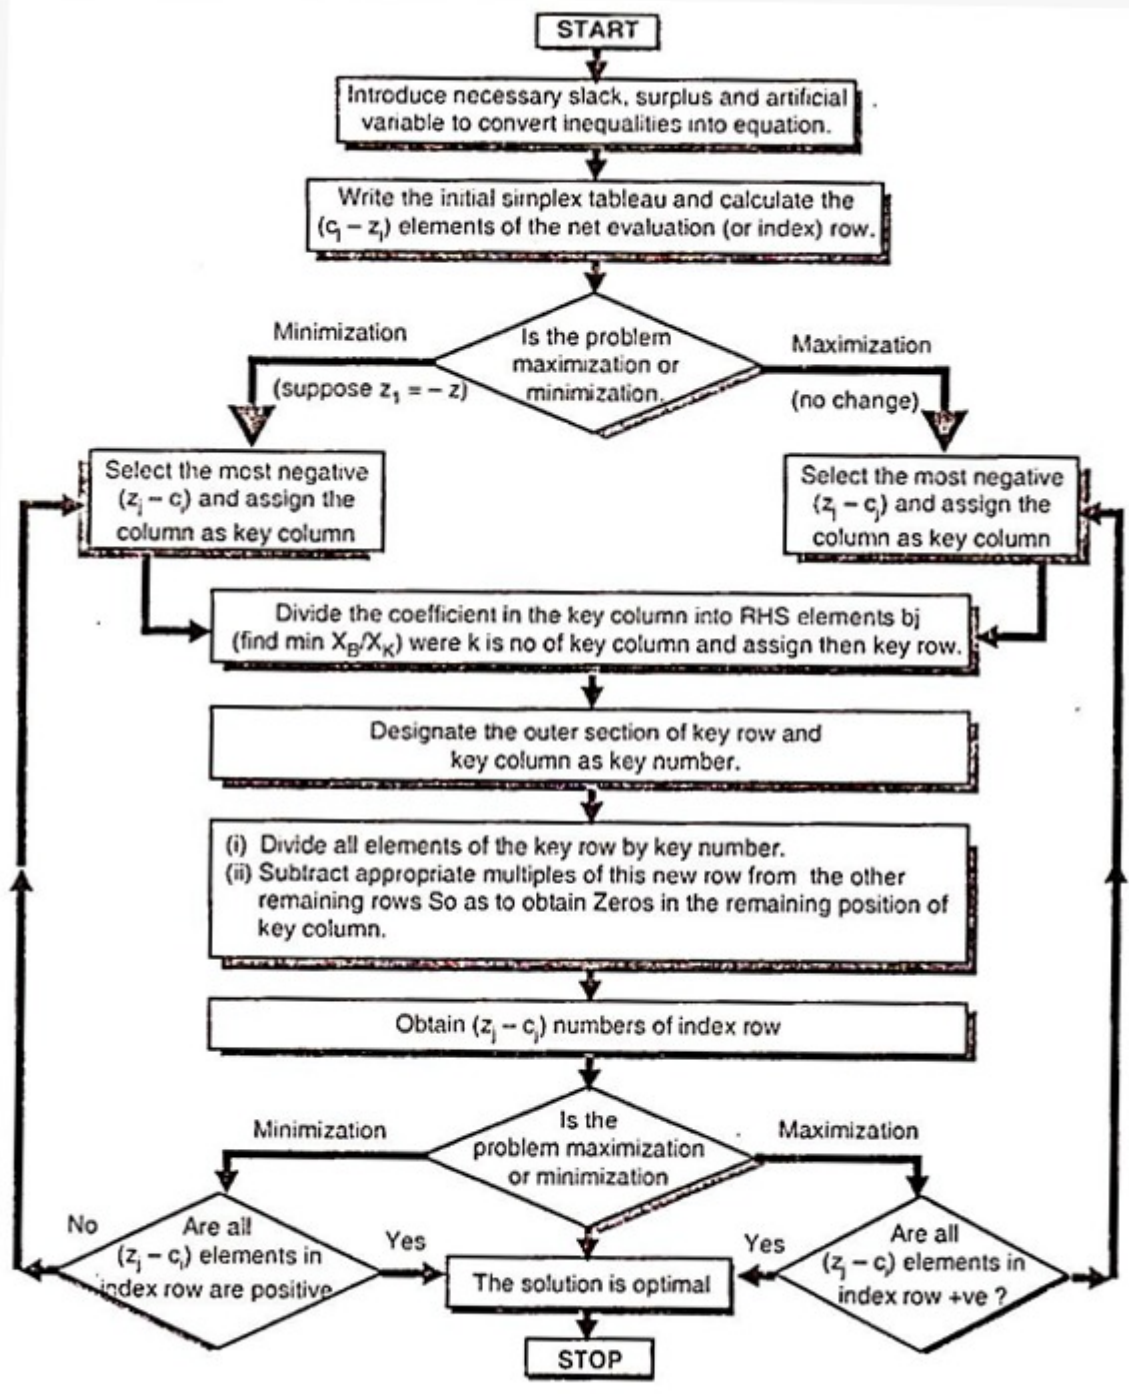 START
Introduce necessary slack, surplus and artificial
variable to convert inequalities into equation.
Write the initial simplex tableau and calculate the
(cj – zj) elements of the net evaluation (or index) row.
Is the problem
maximization or
minimization.
Minimization
(suppose z1 = – z)
Maximization
(no change)
Select the most negative
(zj – cj) and assign the
column as key column
Select the most negative
(zj – cj) and assign the
column as key column
Divide the coefficient in the key column into RHS elements bj
(find min XB/XK) were k is no of key column and assign then key row.
Designate the outer section of key row and
key column as key number.
(i) Divide all elements of the key row by key number.
(ii) Subtract appropriate multiples of this new row from the other
remaining rows So as to obtain Zeros in the remaining position of
key column.
Obtain (zj – cj) numbers of index row
Is the
problem maximization
or minimization
Minimization
Maximization
No
Are all
(zj – cj) elements in
index row are positive
Yes
The solution is optimal
Yes
Are all
(zj – cj) elements in
index row +ve ?
STOP